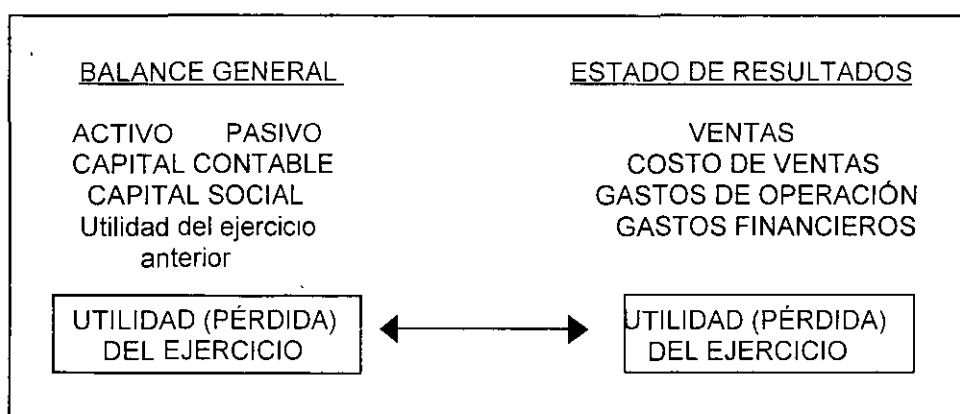 BALANCE GENERAL
ACTIVO PASIVO
CAPITAL CONTABLE
CAPITAL SOCIAL
Utilidad del ejercicio
anterior
UTILIDAD (PÉRDIDA)
DEL EJERCICIO
ESTADO DE RESULTADOS
VENTAS
COSTO DE VENTAS
GASTOS DE OPERACIÓN
GASTOS FINANCIEROS
UTILIDAD (PÉRDIDA)
DEL EJERCICIO